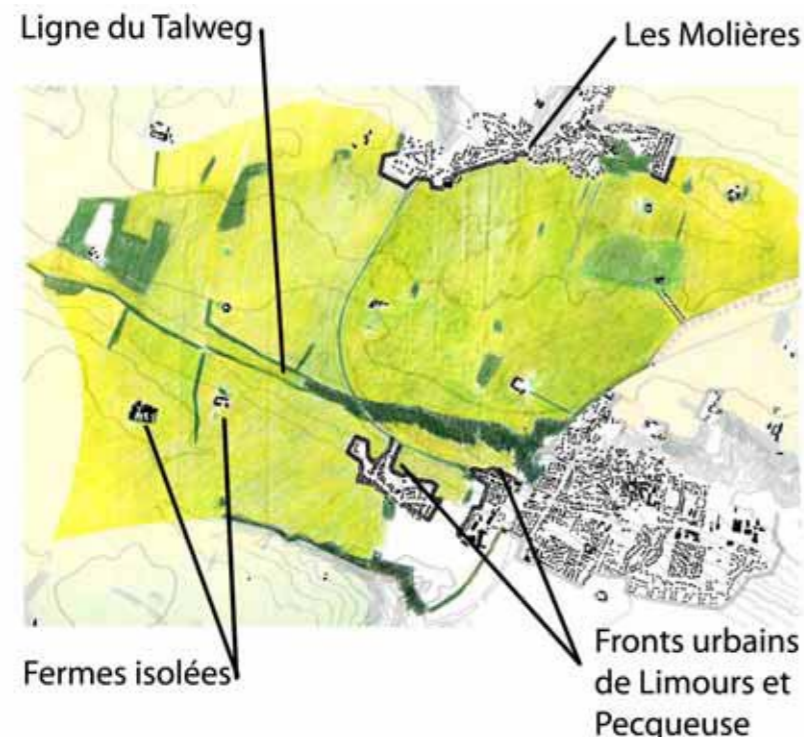 Ligne du Talweg
Les Molières
Fermes isolées
Fronts urbains
de Limours et
Pecqueuse